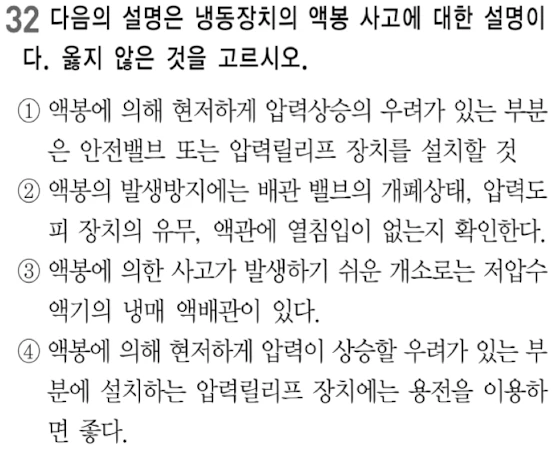 32 다음의 설명은 냉동장치의 액봉 사고에 대한 설명이
다. 옳지 않은 것을 고르시오.
① 액봉에 의해 현저하게 압력상승의 우려가 있는 부분
은 안전밸브 또는 압력릴리프 장치를 설치할 것
② 액봉의 발생방지에는 배관 밸브의 개폐상태, 압력도
피 장치의 유무, 액관에 열침입이 없는지 확인한다.
③ 액봉에 의한 사고가 발생하기 쉬운 개소로는 저압수
액기의 냉매 액배관이 있다.
④ 액봉에 의해 현저하게 압력이 상승할 우려가 있는 부
분에 설치하는 압력릴리프 장치에는 용전을 이용하
면 좋다.